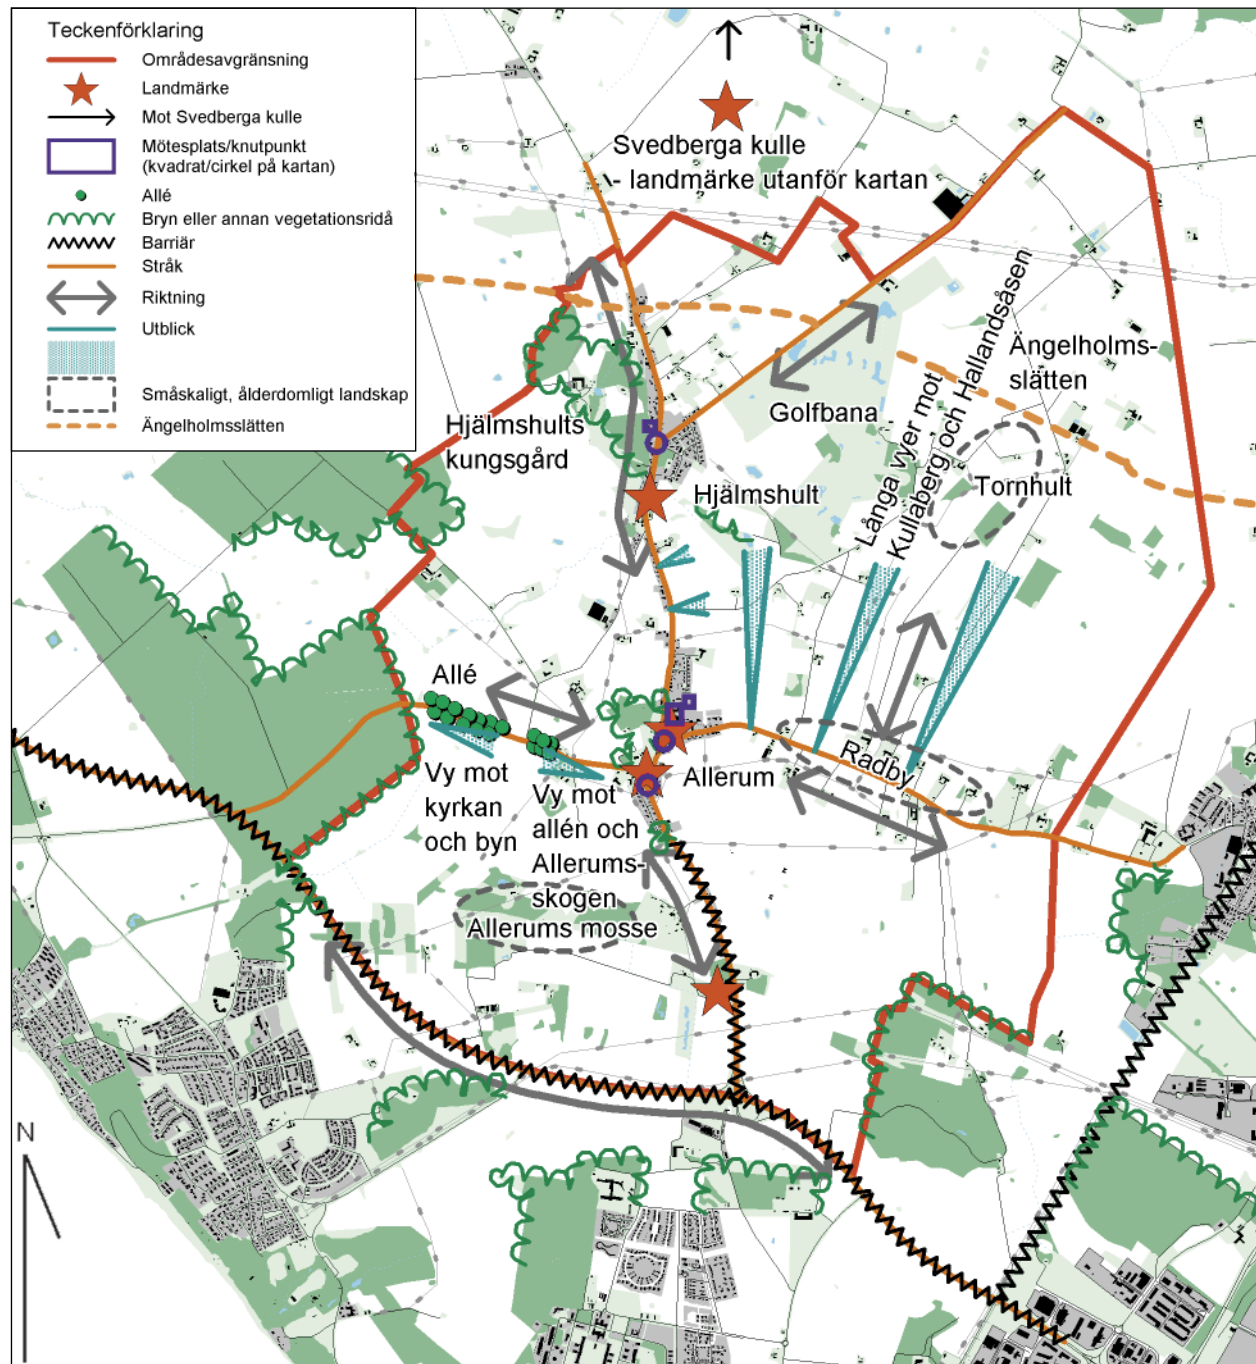 Teckenförklaring
Områdesavgränsning
Landmärke
Mot Svedberga kulle
Mötesplats/knutpunkt
(kvadrat/cirkel på kartan)
Allé
Bryn eller annan vegetationsridå
Barriär
Stråk
Riktning
Utblick
Småskaligt, ålderdomligt landskap
Ängelholmsslätten
Svedberga kulle
- landmärke utanför kartan
Långa vyer mot
Kullaberg och Hallandsåsen
Ängelholms-
slätten
Golfbana
Hjälmshults
kungsgård
Tornhult
Hjälmshult
Allé
Rådby
Vy mot
kyrkan
och byn
Allerum
Vy mot
allén och
Allerums-
skogen
Allerums mosse
N